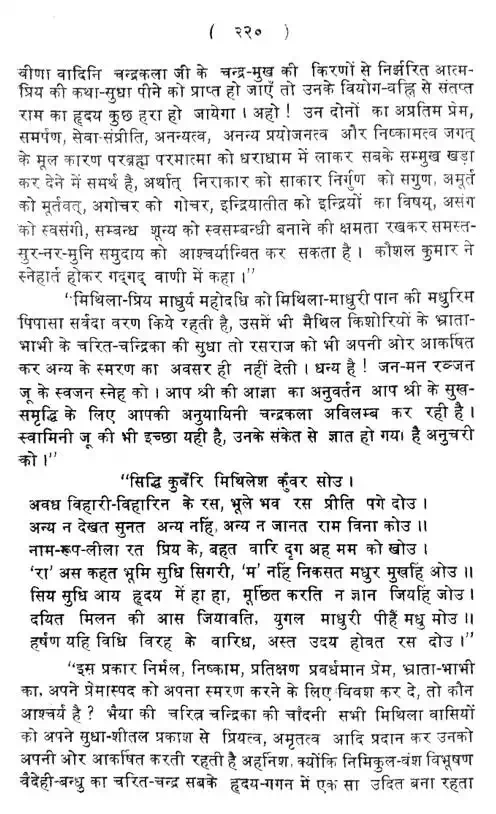 ( २२० )
वीणा वादिनि चन्द्रकला जी के चन्द्र-मुख की किरणों से निर्झरित आत्म-
प्रिय की कथा-सुधा पीने को प्राप्त हो जाएँ तो उनके वियोग-वह्नि से संतप्त
राम का हृदय कुछ हरा हो जायेगा । अहो ! उन दोनों का अप्रतिम प्रेम,
समर्पण, सेवा-संप्रीति, अनन्यत्व, अनन्य प्रयोजनत्व और निष्कामत्व जगत्
के मूल कारण परब्रह्म परमात्मा को धराधाम में लाकर सबके सम्मुख खड़ा
कर देने में समर्थ है, अर्थात् निराकार को साकार निर्गुण को सगुण, अमूर्त
को मूर्तवत्, अगोचर को गोचर, इन्द्रियातीत को इन्द्रियों का विषय, असंग
को स्वसंगी, सम्बन्ध शून्य को स्वसम्बन्धी बनाने की क्षमता रखकर समस्त-
सुर-नर-मुनि समुदाय को आश्चर्यान्वित कर सकता है । कौशल कुमार ने
स्नेहार्त होकर गद्गद् वाणी में कहा ।"
"मिथिला-प्रिय माधुर्य महोदधि को मिथिला-माधुरी पान की मधुरिम
पिपासा सर्वदा वरण किये रहती है, उसमें भी मैथिल किशोरियों के भ्राता-
भाभी के चरित-चन्द्रिका की सुधा तो रसराज को भी अपनी ओर आकर्षित
कर अन्य के स्मरण का अवसर ही नहीं देती । धन्य है ! जन-मन रञ्जन
जू के स्वजन स्नेह को । आप श्री की आज्ञा का अनुवर्तन आप श्री के सुख-
समृद्धि के लिए आपकी अनुयायिनी चन्द्रकला अविलम्ब कर रही है ।
स्वामिनी जू की भी इच्छा यही है, उनके संकेत से ज्ञात हो गया है अनुचरी
को ।"
"सिद्धि कुवँरि मिथिलेश कुँवर सोउ ।
अवध विहारी-विहारिन के रस, भूले भव रस प्रीति पगे दोउ ।
अन्य न देखत सुनत अन्य नहिं, अन्य न जानत राम विना कोउ ॥
नाम-रूप-लीला रत प्रिय के, बहत वारि दृग अह मम को खोउ ।
'रा' अस कहत भूमि सुधि सिगरी, 'म' नहिं निकसत मधुर मुखहिं ओउ ॥
सिय सुधि आय हृदय में हा हा, मूर्छित करति न ज्ञान जियहिं जोउ ।
दयित मिलन की आस जियावति, युगल माधुरी पीहैं मधु मोउ ॥
हर्षण यहि विधि विरह के वारिध, अस्त उदय होवत रस दोउ ।"
"इस प्रकार निर्मल, निष्काम, प्रतिक्षण प्रवर्धमान प्रेम, भ्राता-भाभी
का, अपने प्रेमास्पद को अपना स्मरण करने के लिए विवश कर दे, तो कौन
आश्चर्य है ? भैया की चरित्र चन्द्रिका की चाँदनी सभी मिथिला वासियों
को अपने सुधा-शीतल प्रकाश से प्रियत्व, अमृतत्व आदि प्रदान कर उनको
अपनी ओर आकर्षित करती रहती है अहर्निश, क्योंकि निमिकुल-वंश विभूषण
वैदेही-बन्धु का चरित-चन्द्र सबके हृदय-गगन में एक सा उदित बना रहता